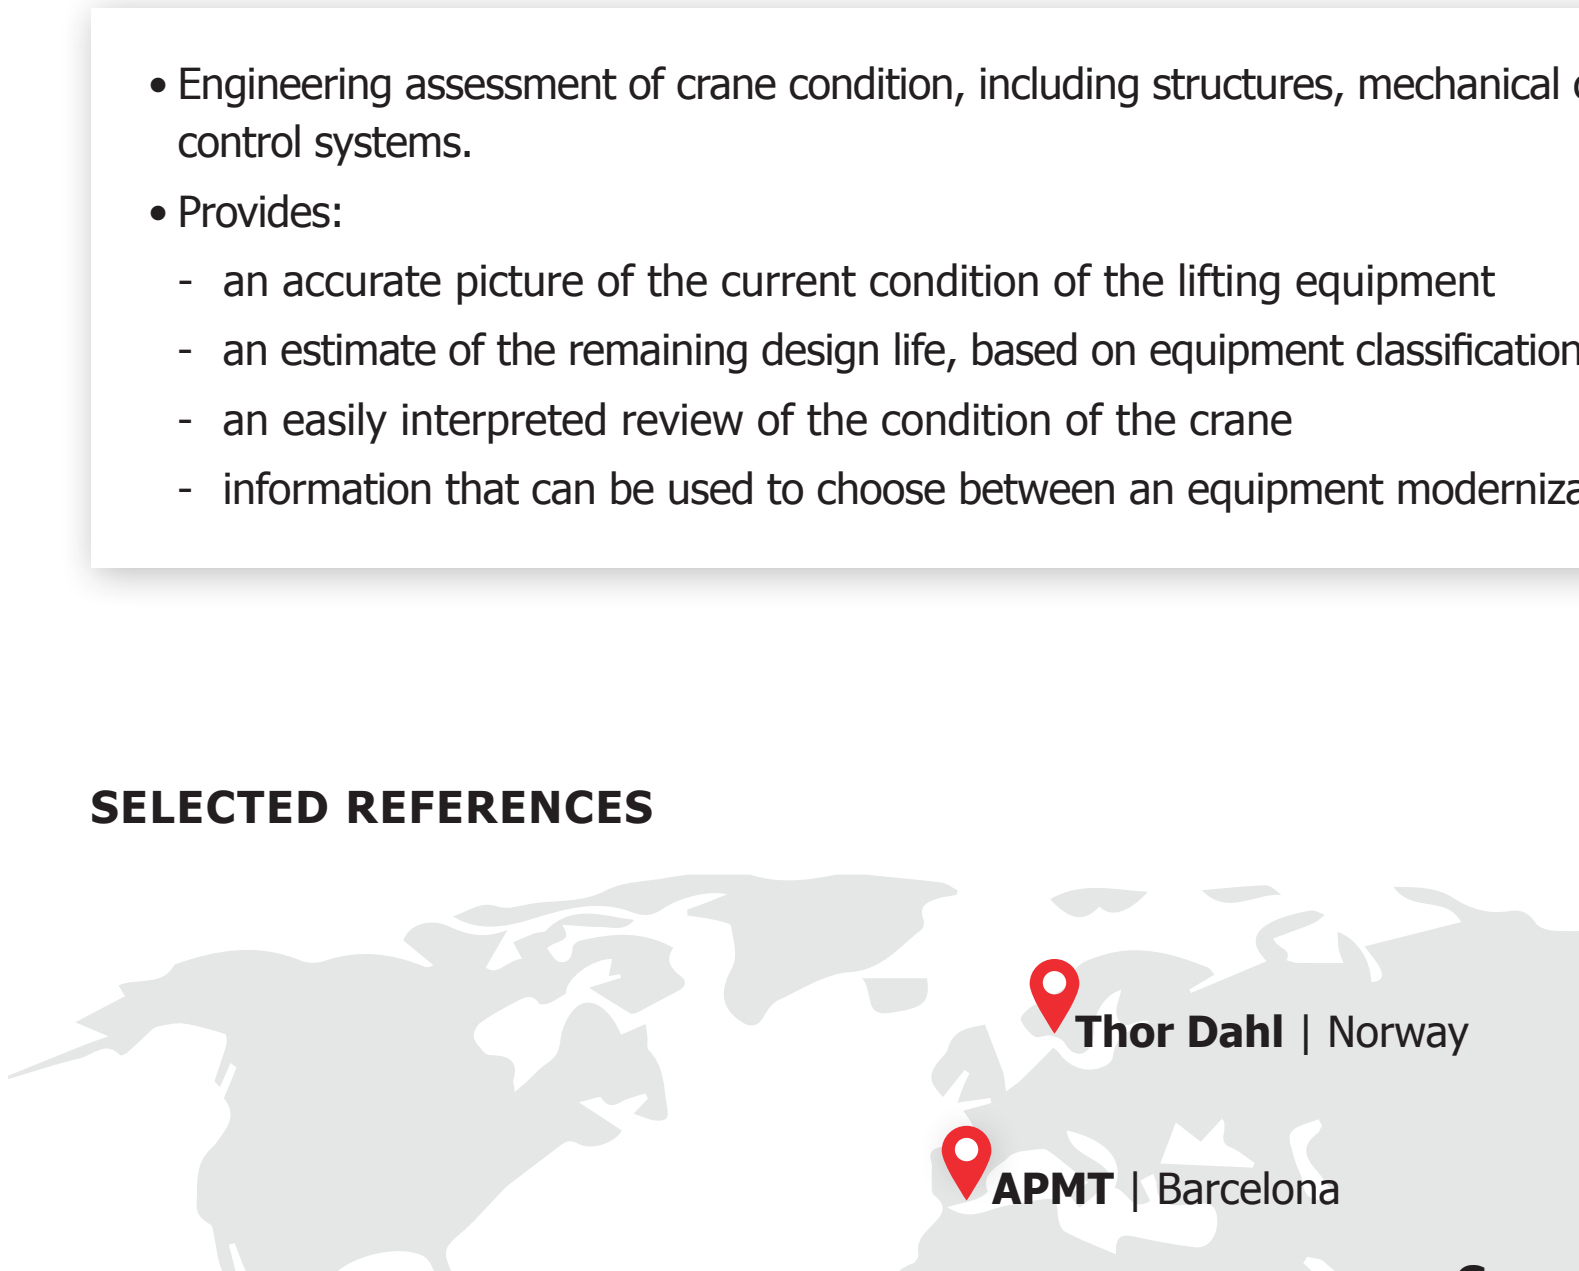 • Engineering assessment of crane condition, including structures, mechanical
control systems.
• Provides:
- an accurate picture of the current condition of the lifting equipment
- an estimate of the remaining design life, based on equipment classification
- an easily interpreted review of the condition of the crane
- information that can be used to choose between an equipment
SELECTED REFERENCES
Thor Dahl | Norway
APMT | Barcelona